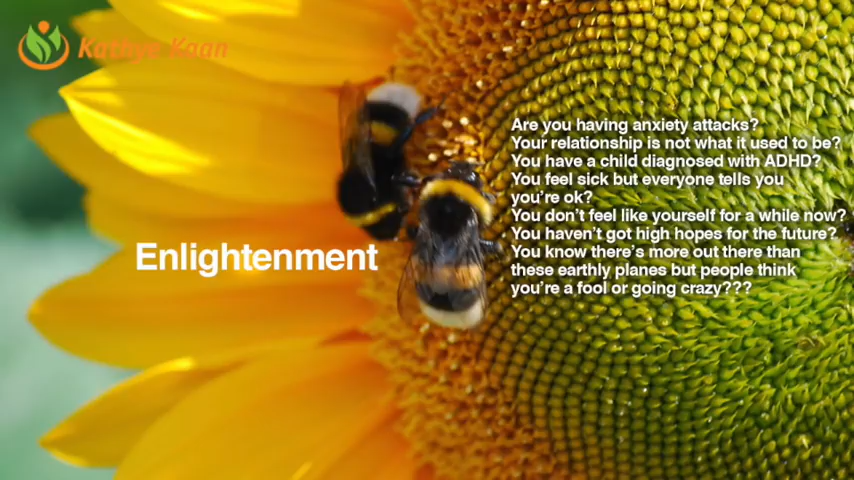 Kathye Kaan
Are you having anxiety attacks?
Your relationship is not what it used to be?
You have a child diagnosed with ADHD?
You feel sick but everyone tells you
you're ok?
You don't feel like yourself for a while now?
You haven't got high hopes for the future?
You know there's more out there than
these earthly planes but people think
you're a fool or going crazy???
Enlightenment